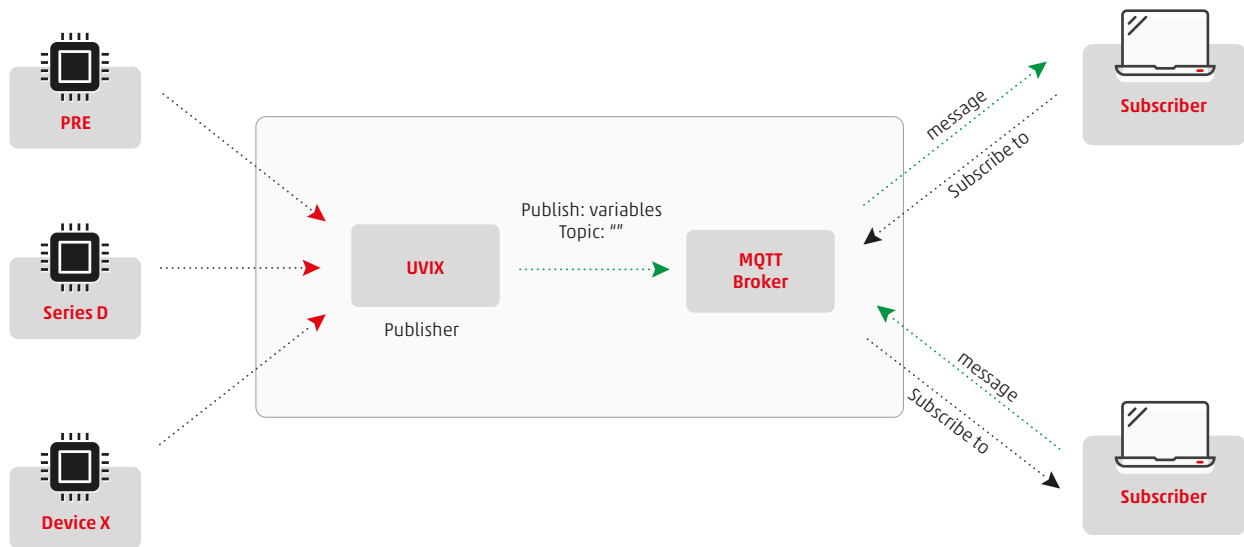 PRE
Series D
Device X
UVIX
Publisher
Publish: variables
Topic: “”
MQTT
Broker
message
Subscribe to
Subscriber
message
Subscribe to
Subscriber